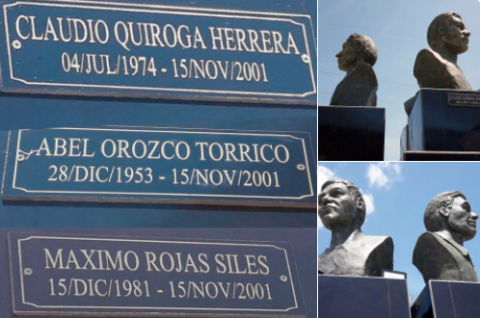 CLAUDIO QUIROGA HERRERA
04/JUL/1974 - 15/NOV/2001
ABEL OROZCO TORRICO
28/DIC/1953 - 15/NOV/2001
MAXIMO ROJAS SILES
15/DIC/1981 - 15/NOV/2001